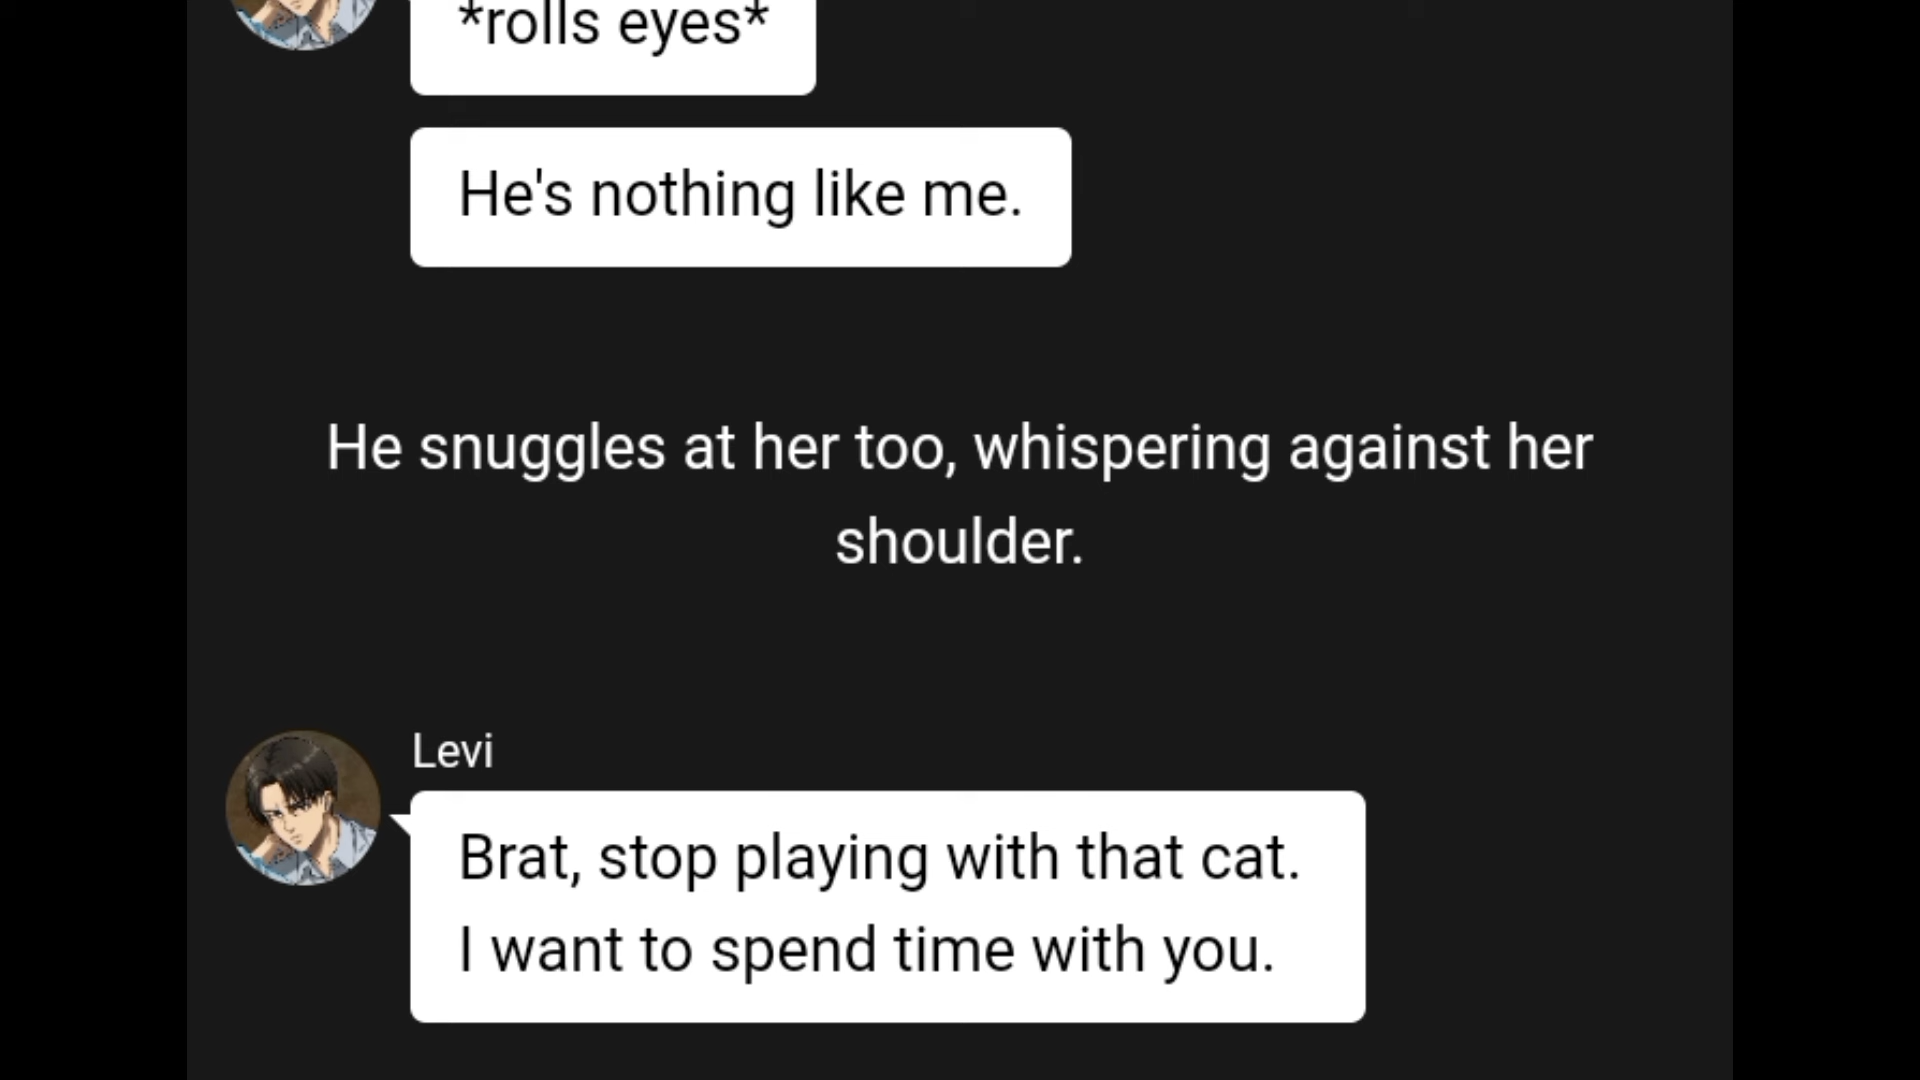 *rolls eyes*
He's nothing like me.
He snuggles at her too, whispering against her
shoulder.
Levi
Brat, stop playing with that cat.
I want to spend time with you.